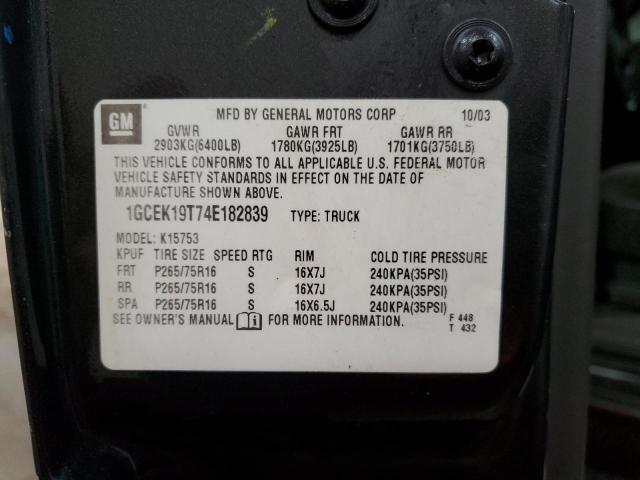 GM
MFD BY GENERAL MOTORS CORP 10/03
GVWR GAWR FRT GAWR RR
2903KG(6400LB) 1780KG(3925LB) 1701KG(3750LB)
THIS VEHICLE CONFORMS TO ALL APPLICABLE U.S. FEDERAL MOTOR
VEHICLE SAFETY STANDARDS IN EFFECT ON THE DATE OF
MANUFACTURE SHOWN ABOVE.
1GCEK19T74E182839 TYPE: TRUCK
MODEL: K15753
KPUF TIRE SIZE SPEED RTG RIM COLD TIRE PRESSURE
FRT P265/75R16 S 16X7J 240KPA(35PSI)
RR P265/75R16 S 16X7J 240KPA(35PSI)
SPA P265/75R16 S 16X6.5J 240KPA(35PSI)
SEE OWNER'S MANUAL FOR MORE INFORMATION. F 448
T 432